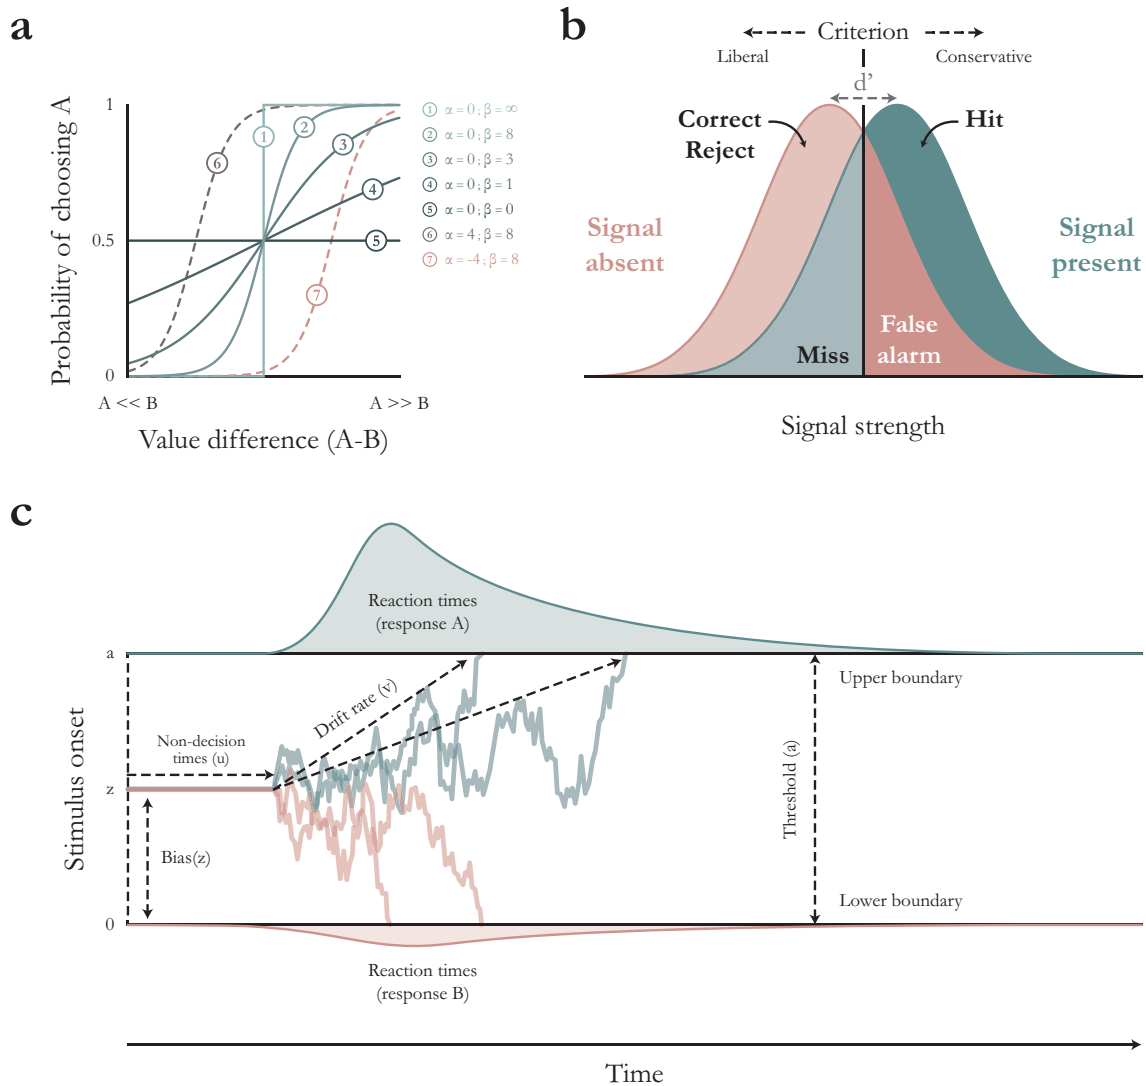 a
Probability of choosing A
1
0.5
0
A << B
A >> B
Value difference (A-B)
1
2
3
4
5
6
7
1 α = 0 ; β = ∞
2 α = 0 ; β = 8
3 α = 0 ; β = 3
4 α = 0 ; β = 1
5 α = 0 ; β = 0
6 α = 4 ; β = 8
7 α = -4 ; β = 8
b
Criterion
Liberal
Conservative
d'
Correct
Reject
Hit
Signal
absent
Signal
present
Miss
False
alarm
Signal strength
c
Reaction times
(response A)
a
Upper boundary
Drift rate (v)
Non-decision
times (u)
Stimulus onset
z
Bias(z)
Threshold (a)
Lower boundary
0
Reaction times
(response B)
Time